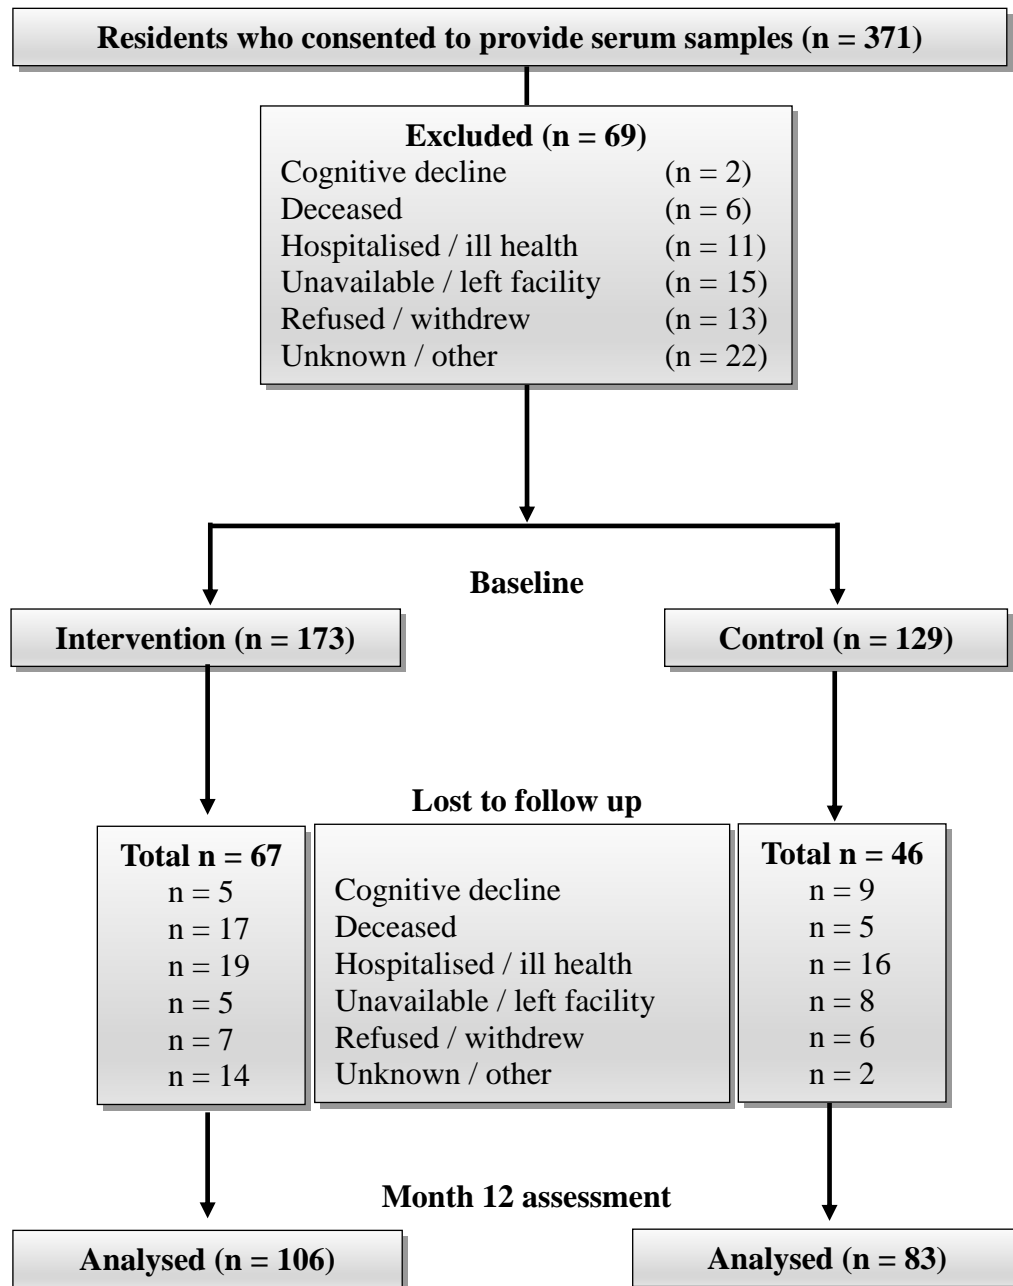 Residents who consented to provide serum samples (n = 371)
Excluded (n = 69)
Cognitive decline (n = 2)
Deceased (n = 6)
Hospitalised / ill health (n = 11)
Unavailable / left facility (n = 15)
Refused / withdrew (n = 13)
Unknown / other (n = 22)
Baseline
Intervention (n = 173)
Control (n = 129)
Lost to follow up
Total n = 67
n = 5
n = 17
n = 19
n = 5
n = 7
n = 14
Cognitive decline
Deceased
Hospitalised / ill health
Unavailable / left facility
Refused / withdrew
Unknown / other
Total n = 46
n = 9
n = 5
n = 16
n = 8
n = 6
n = 2
Month 12 assessment
Analysed (n = 106)
Analysed (n = 83)